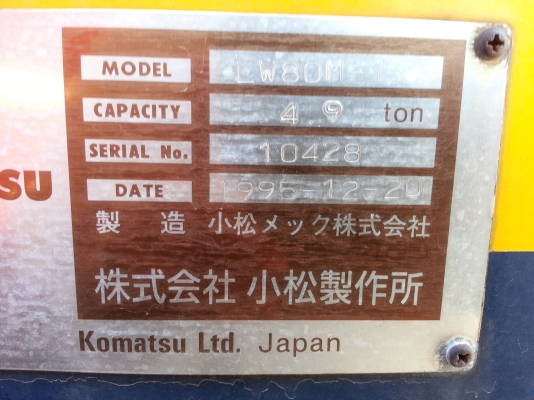 SU
MODEL LW80M-1
CAPACITY 4.9 ton
SERIAL No. 10428
DATE 1995-12-20
製造 小松メック株式会社
株式会社 小松製作所
Komatsu Ltd. Japan